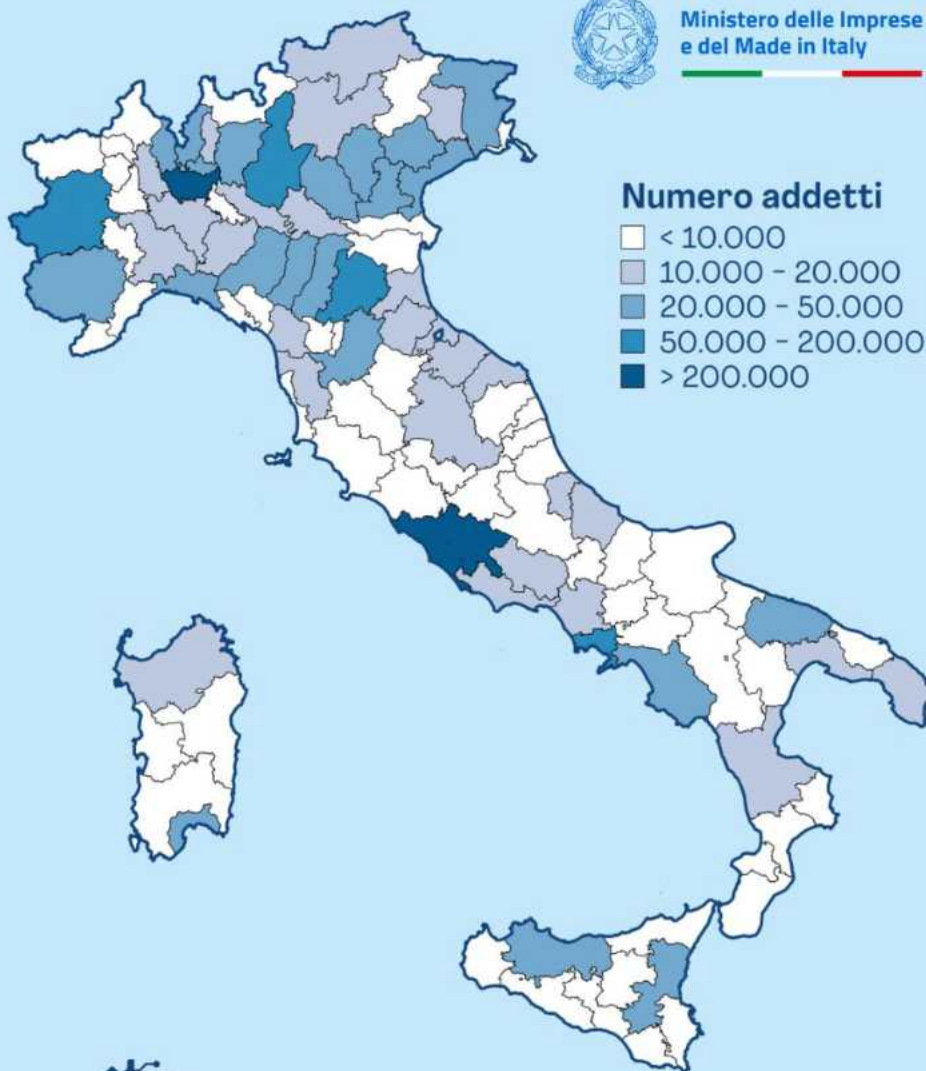 Ministero delle Imprese
e del Made in Italy
Numero addetti
< 10.000
10.000 - 20.000
20.000 - 50.000
50.000 - 200.000
> 200.000